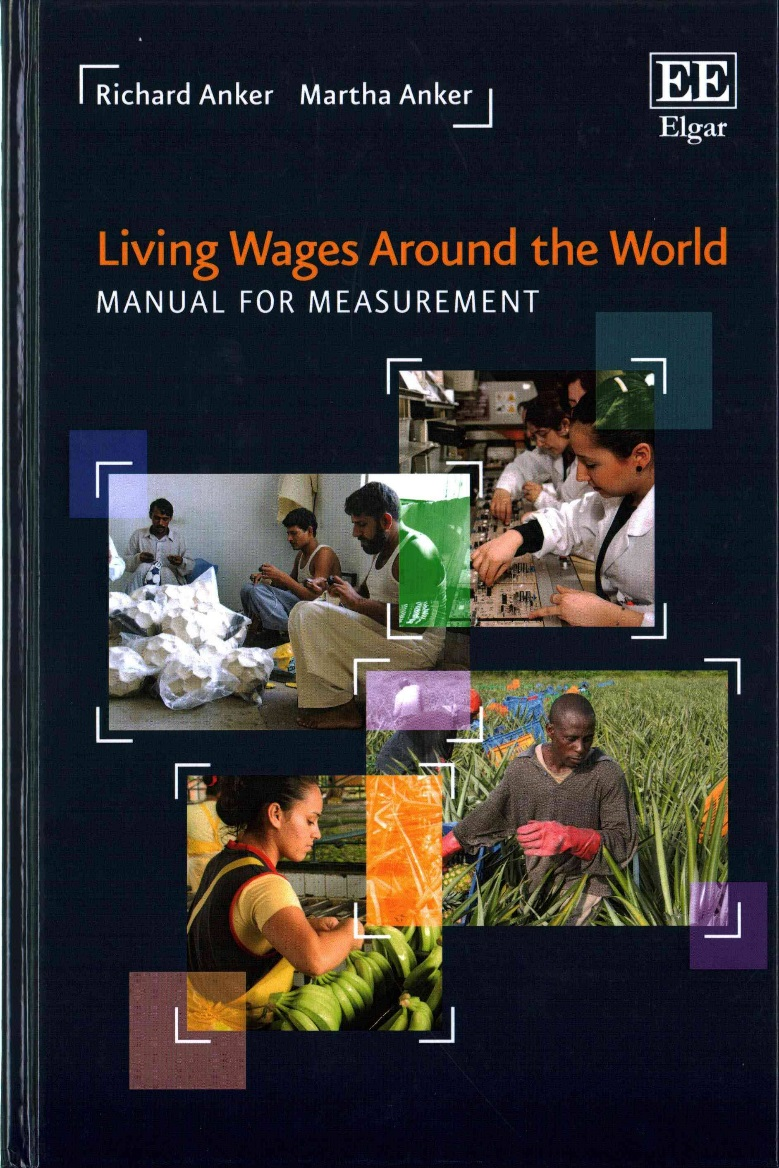 Richard Anker Martha Anker
EE
Elgar
Living Wages Around the World
MANUAL FOR MEASUREMENT